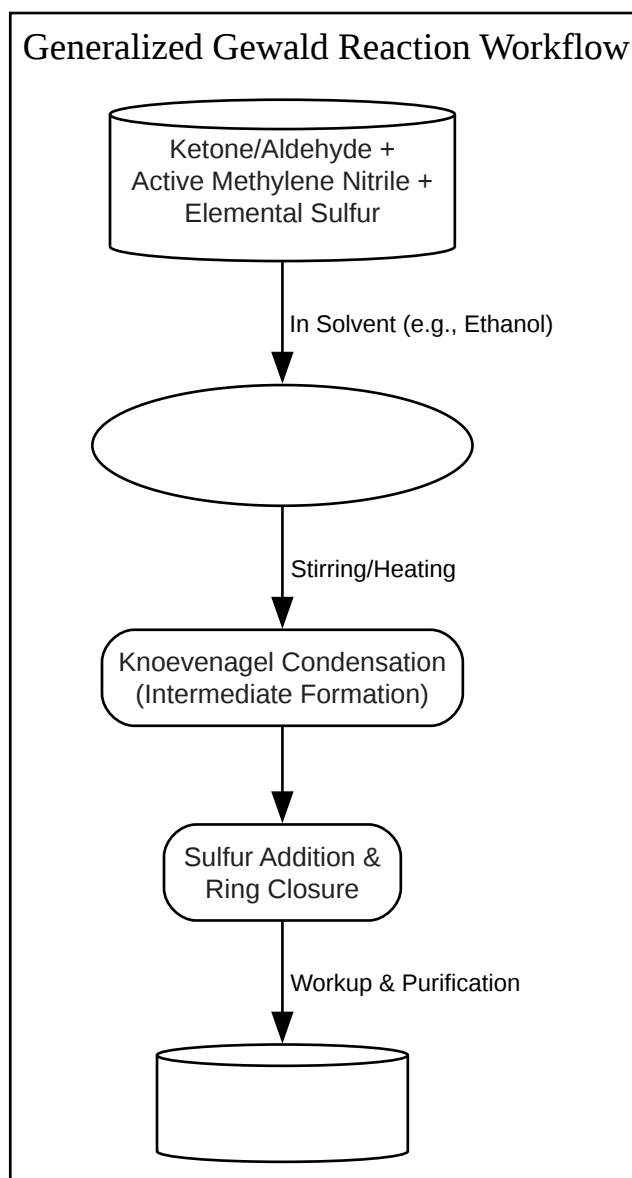 Generalized Gewald Reaction Workflow
Ketone/Aldehyde +
Active Methylene Nitrile +
Elemental Sulfur
In Solvent (e.g., Ethanol)
Stirring/Heating
Knoevenagel Condensation
(Intermediate Formation)
Sulfur Addition &
Ring Closure
Workup & Purification